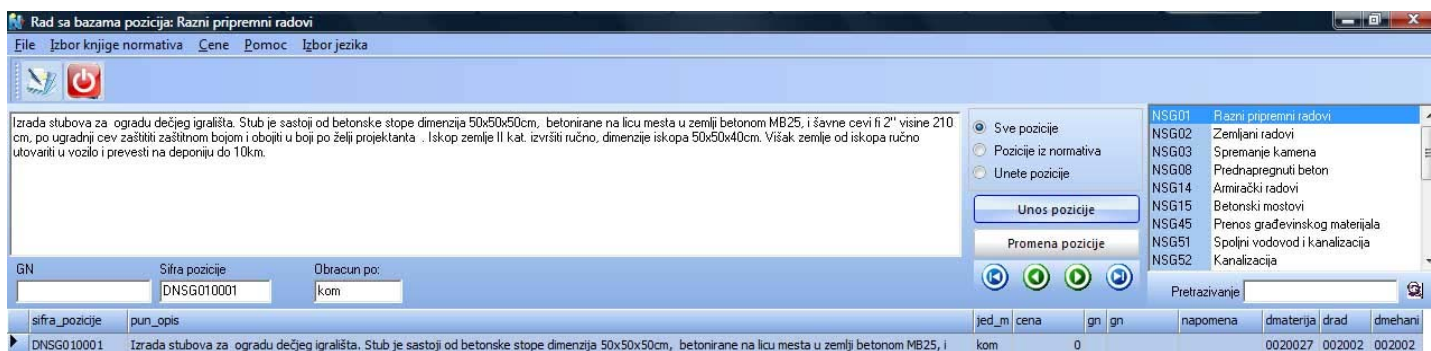 Rad sa bazama pozicija: Razni pripremni radovi
File Izbor knjige normativa Cene Pomoc Izbor jezika
Izrada stubova za ogradu dečjeg igrališta. Stub je sastoji od betonske stope dimenzija 50x50x50cm, betonirane na licu mesta u zemlji betonom MB25, i šavne cevi fi 2'' visine 210
cm, po ugradnji cev zaštititi zaštitnom bojom i obojiti u boji po želji projektanta . Iskop zemlje II kat. izvršiti ručno, dimenzije iskopa 50x50x40cm. Višak zemlje od iskopa ručno
utovariti u vozilo i prevesti na deponiju do 10km.
Sve pozicije
Pozicije iz normativa
Unete pozicije
Unos pozicije
Promena pozicije
NSG01 Razni pripremni radovi
NSG02 Zemljani radovi
NSG03 Spremanje kamena
NSG08 Prednapregnuti beton
NSG14 Armirački radovi
NSG15 Betonski mostovi
NSG45 Prenos građevinskog materijala
NSG51 Spoljni vodovod i kanalizacija
NSG52 Kanalizacija
GN Sifra pozicije Obracun po:
DNSG010001 kom
Pretrazivanje
sifra_pozicije pun_opis jed_m cena gn gn napomena dmaterija drad dmehani
DNSG010001 Izrada stubova za ogradu dečjeg igrališta. Stub je sastoji od betonske stope dimenzija 50x50x50cm, betonirane na licu mesta u zemlji betonom MB25, i kom 0 0020027 002002 002002